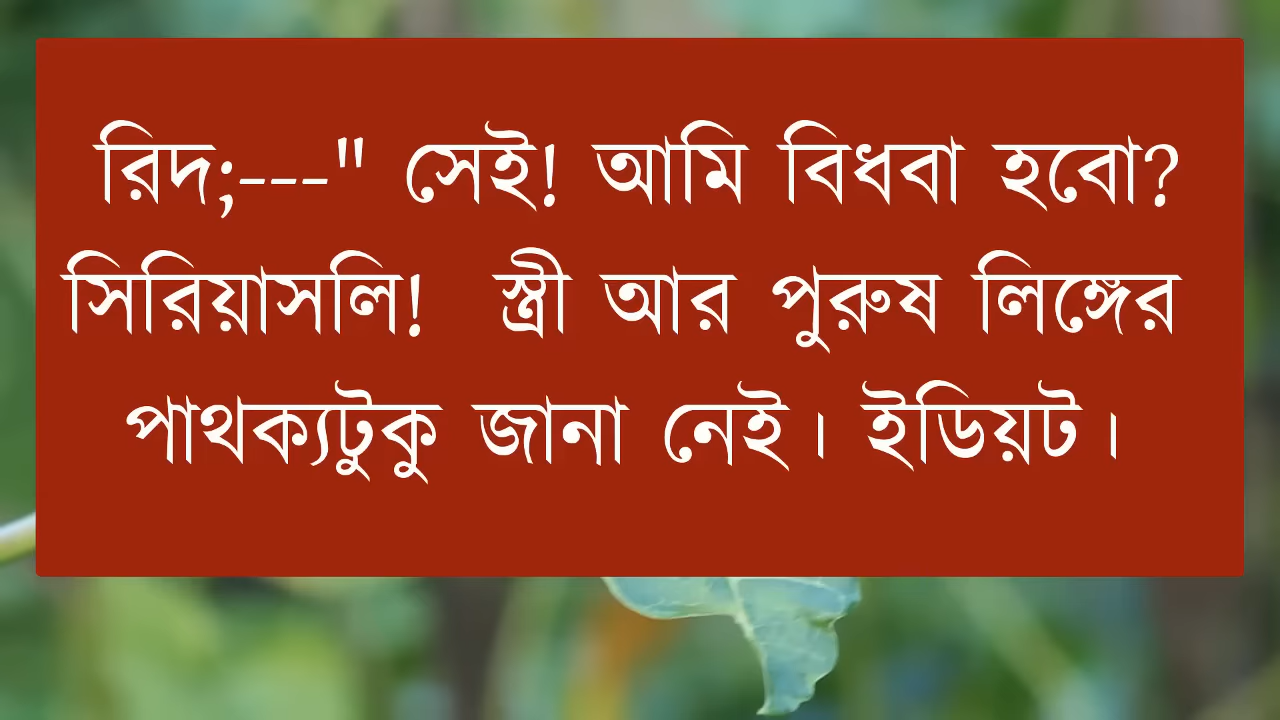 রিদ;---" সেই! আমি বিধবা হবো?
সিরিয়াসলি! স্ত্রী আর পুরুষ লিঙ্গের
পাথক্যটুকু জানা নেই। ইডিয়ট।